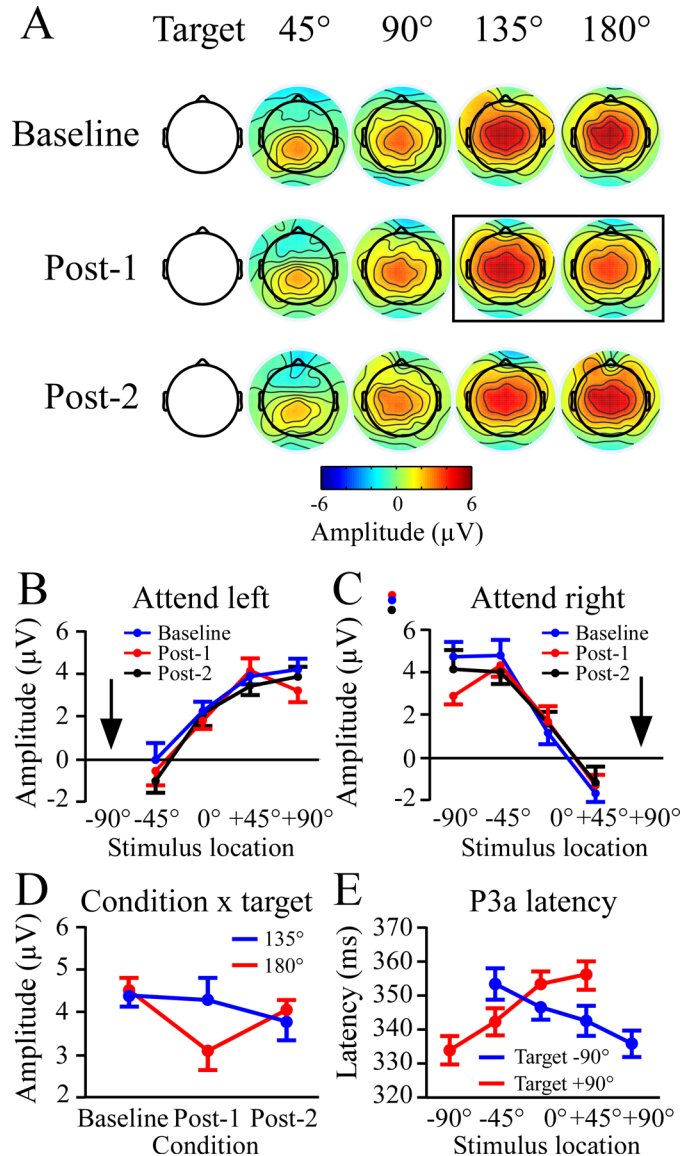 A
Target 45° 90° 135° 180°
Baseline
Post-1
Post-2
-6 0 6
Amplitude (µV)
B Attend left
Amplitude (µV)
6
4
2
0
-2
Baseline
Post-1
Post-2
-90° -45° 0° +45° +90°
Stimulus location
C Attend right
Amplitude (µV)
6
4
2
0
-2
Baseline
Post-1
Post-2
-90° -45° 0° +45° +90°
Stimulus location
D Condition x target
Amplitude (µV)
6
5
4
3
2
135°
180°
Baseline Post-1 Post-2
Condition
E P3a latency
Latency (ms)
370
360
350
340
330
Target -90°
Target +90°
-90° -45° 0° +45° +90°
Stimulus location